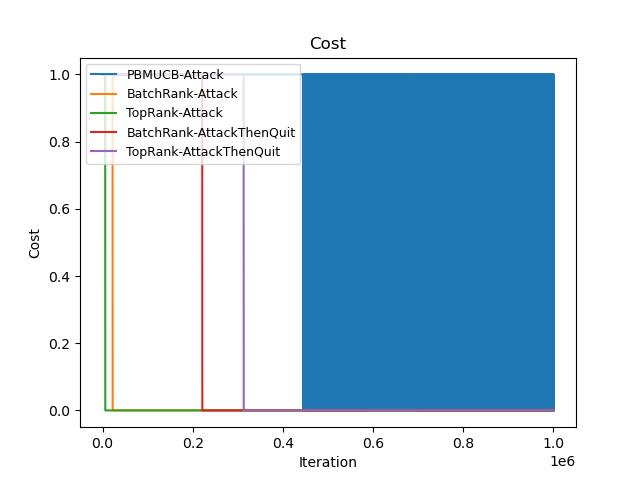 Cost
1.0
0.8
0.6
0.4
0.2
0.0
Cost
PBMUCB-Attack
BatchRank-Attack
TopRank-Attack
BatchRank-AttackThenQuit
TopRank-AttackThenQuit
0.0 0.2 0.4 0.6 0.8 1.0
Iteration
1e6